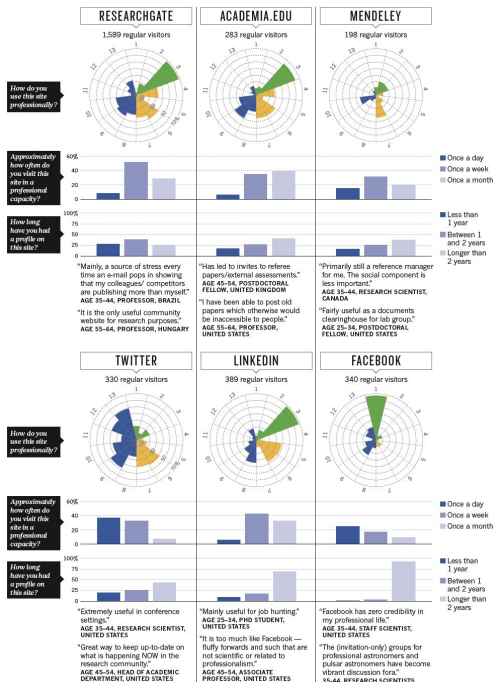 RESEARCHGATE
1,589 regular visitors
ACADEMIA.EDU
283 regular visitors
MENDELEY
198 regular visitors
How do you
use this site
professionally?
Approximately
how often do
you visit this
site in a
professional
capacity?
60%
40
20
0
Once a day
Once a week
Once a month
How long
have you had
a profile on
this site?
100%
75
50
25
0
Less than
1 year
Between 1
and 2 years
Longer than
2 years
“Mainly, a source of stress every
time an e-mail pops in showing
that my colleagues/ competitors
are publishing more than myself.”
AGE 35–44, PROFESSOR, BRAZIL
“It is the only useful community
website for research purposes.”
AGE 55–64, PROFESSOR, HUNGARY
“Has led to invites to referee
papers/external assessments.”
AGE 45–54, POSTDOCTORAL
FELLOW, UNITED KINGDOM
“I have been able to post old
papers which otherwise would
be inaccessible to people.”
AGE 55–64, PROFESSOR,
UNITED STATES
“Primarily still a reference manager
for me. The social component is
less important.”
AGE 35–44, RESEARCH SCIENTIST,
CANADA
“Fairly useful as a documents
clearinghouse for lab group.”
AGE 25–34, POSTDOCTORAL
FELLOW, UNITED STATES
TWITTER
330 regular visitors
LINKEDIN
389 regular visitors
FACEBOOK
340 regular visitors
How do you
use this site
professionally?
Approximately
how often do
you visit this
site in a
professional
capacity?
60%
40
20
0
Once a day
Once a week
Once a month
How long
have you had
a profile on
this site?
100%
75
50
25
0
Less than
1 year
Between 1
and 2 years
Longer than
2 years
“Extremely useful in conference
settings.”
AGE 35–44, RESEARCH SCIENTIST,
UNITED STATES
“Great way to keep up-to-date on
what is happening NOW in the
research community.”
AGE 45–54, HEAD OF ACADEMIC
DEPARTMENT, UNITED STATES
“Mainly useful for job hunting.”
AGE 25–34, PHD STUDENT,
UNITED STATES
“It is too much like Facebook —
fluffy forwards and such that are
not scientific or related to
professionalism.”
AGE 45–54, ASSOCIATE
PROFESSOR, UNITED STATES
“Facebook has zero credibility in
my professional life.”
AGE 35–44, STAFF SCIENTIST,
UNITED STATES
“The (invitation-only) groups for
professional astronomers and
pulsar astronomers have become
vibrant discussion fora.”
35–44, RESEARCH SCIENTIST,